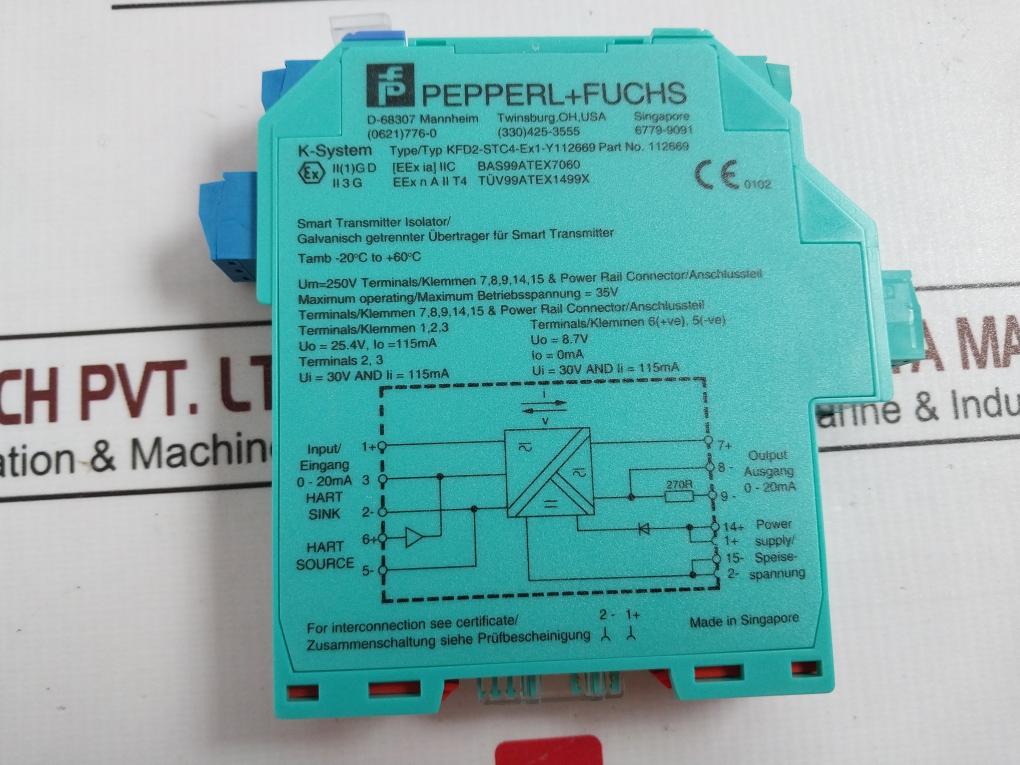 PEPPERL+FUCHS
D-68307 Mannheim Twinsburg.OH,USA Singapore
(0621)776-0 (330)425-3555 6779-9091
K-System Type/Typ KFD2-STC4-Ex1-Y112669 Part No. 112669
Ex II(1)G D [EEx ia] IIC BAS99ATEX7060
II 3 G EEx n A II T4 TÜV99ATEX1499X
CE 0102
Smart Transmitter Isolator/
Galvanisch getrennter Übertrager für Smart Transmitter
Tamb -20°C to +60°C
Um=250V Terminals/Klemmen 7,8,9,14,15 & Power Rail Connector/Anschlussteil
Maximum operating/Maximum Betriebsspannung = 35V
Terminals/Klemmen 7,8,9,14,15 & Power Rail Connector/Anschlussteil
Terminals/Klemmen 1,2,3
Uo = 25.4V, Io =115mA
Terminals 2, 3
Ui = 30V AND Ii = 115mA
Terminals/Klemmen 6(+ve), 5(-ve)
Uo = 8.7V
Io = 0mA
Ui = 30V AND Ii = 115mA
I
V
Input/
Eingang
0 - 20mA
HART
SINK
HART
SOURCE
1+
3
2-
6+
5-
270R
7+
8 -
9 -
14+
1+
15-
2-
Output
Ausgang
0 - 20mA
Power
supply/
Speise-
spannung
For interconnection see certificate/
Zusammenschaltung siehe Prüfbescheinigung
2 - 1+
Made in Singapore
CH PVT. LT
ation & Machine
A MA
arine & Indu